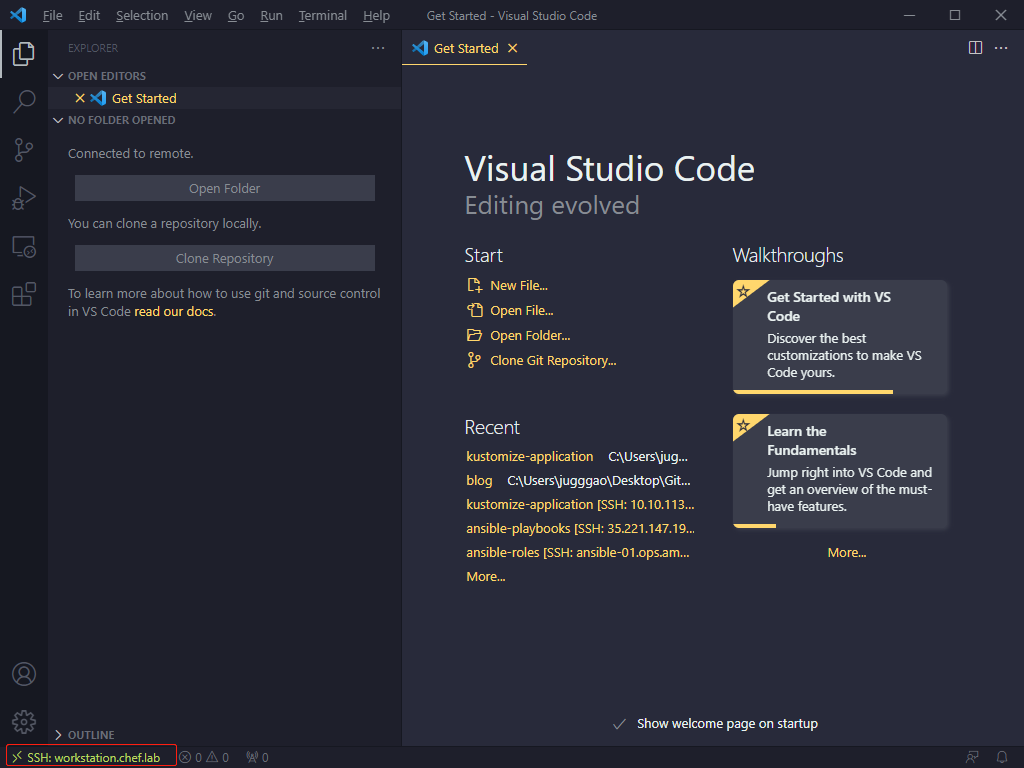 File Edit Selection View Go Run Terminal Help Get Started - Visual Studio Code
EXPLORER
Get Started
OPEN EDITORS
Get Started
NO FOLDER OPENED
Connected to remote.
Open Folder
You can clone a repository locally.
Clone Repository
To learn more about how to use git and source control
in VS Code read our docs.
Visual Studio Code
Editing evolved
Start
New File...
Open File...
Open Folder...
Clone Git Repository...
Recent
kustomize-application C:\Users\jug...
blog C:\Users\jugggao\Desktop\Git...
kustomize-application [SSH: 10.10.113...
ansible-playbooks [SSH: 35.221.147.19...
ansible-roles [SSH: ansible-01.ops.am...
More...
Walkthroughs
Get Started with VS
Code
Discover the best
customizations to make VS
Code yours.
Learn the
Fundamentals
Jump right into VS Code and
get an overview of the must-
have features.
More...
Show welcome page on startup
OUTLINE
SSH: workstation.chef.lab 0 0 0